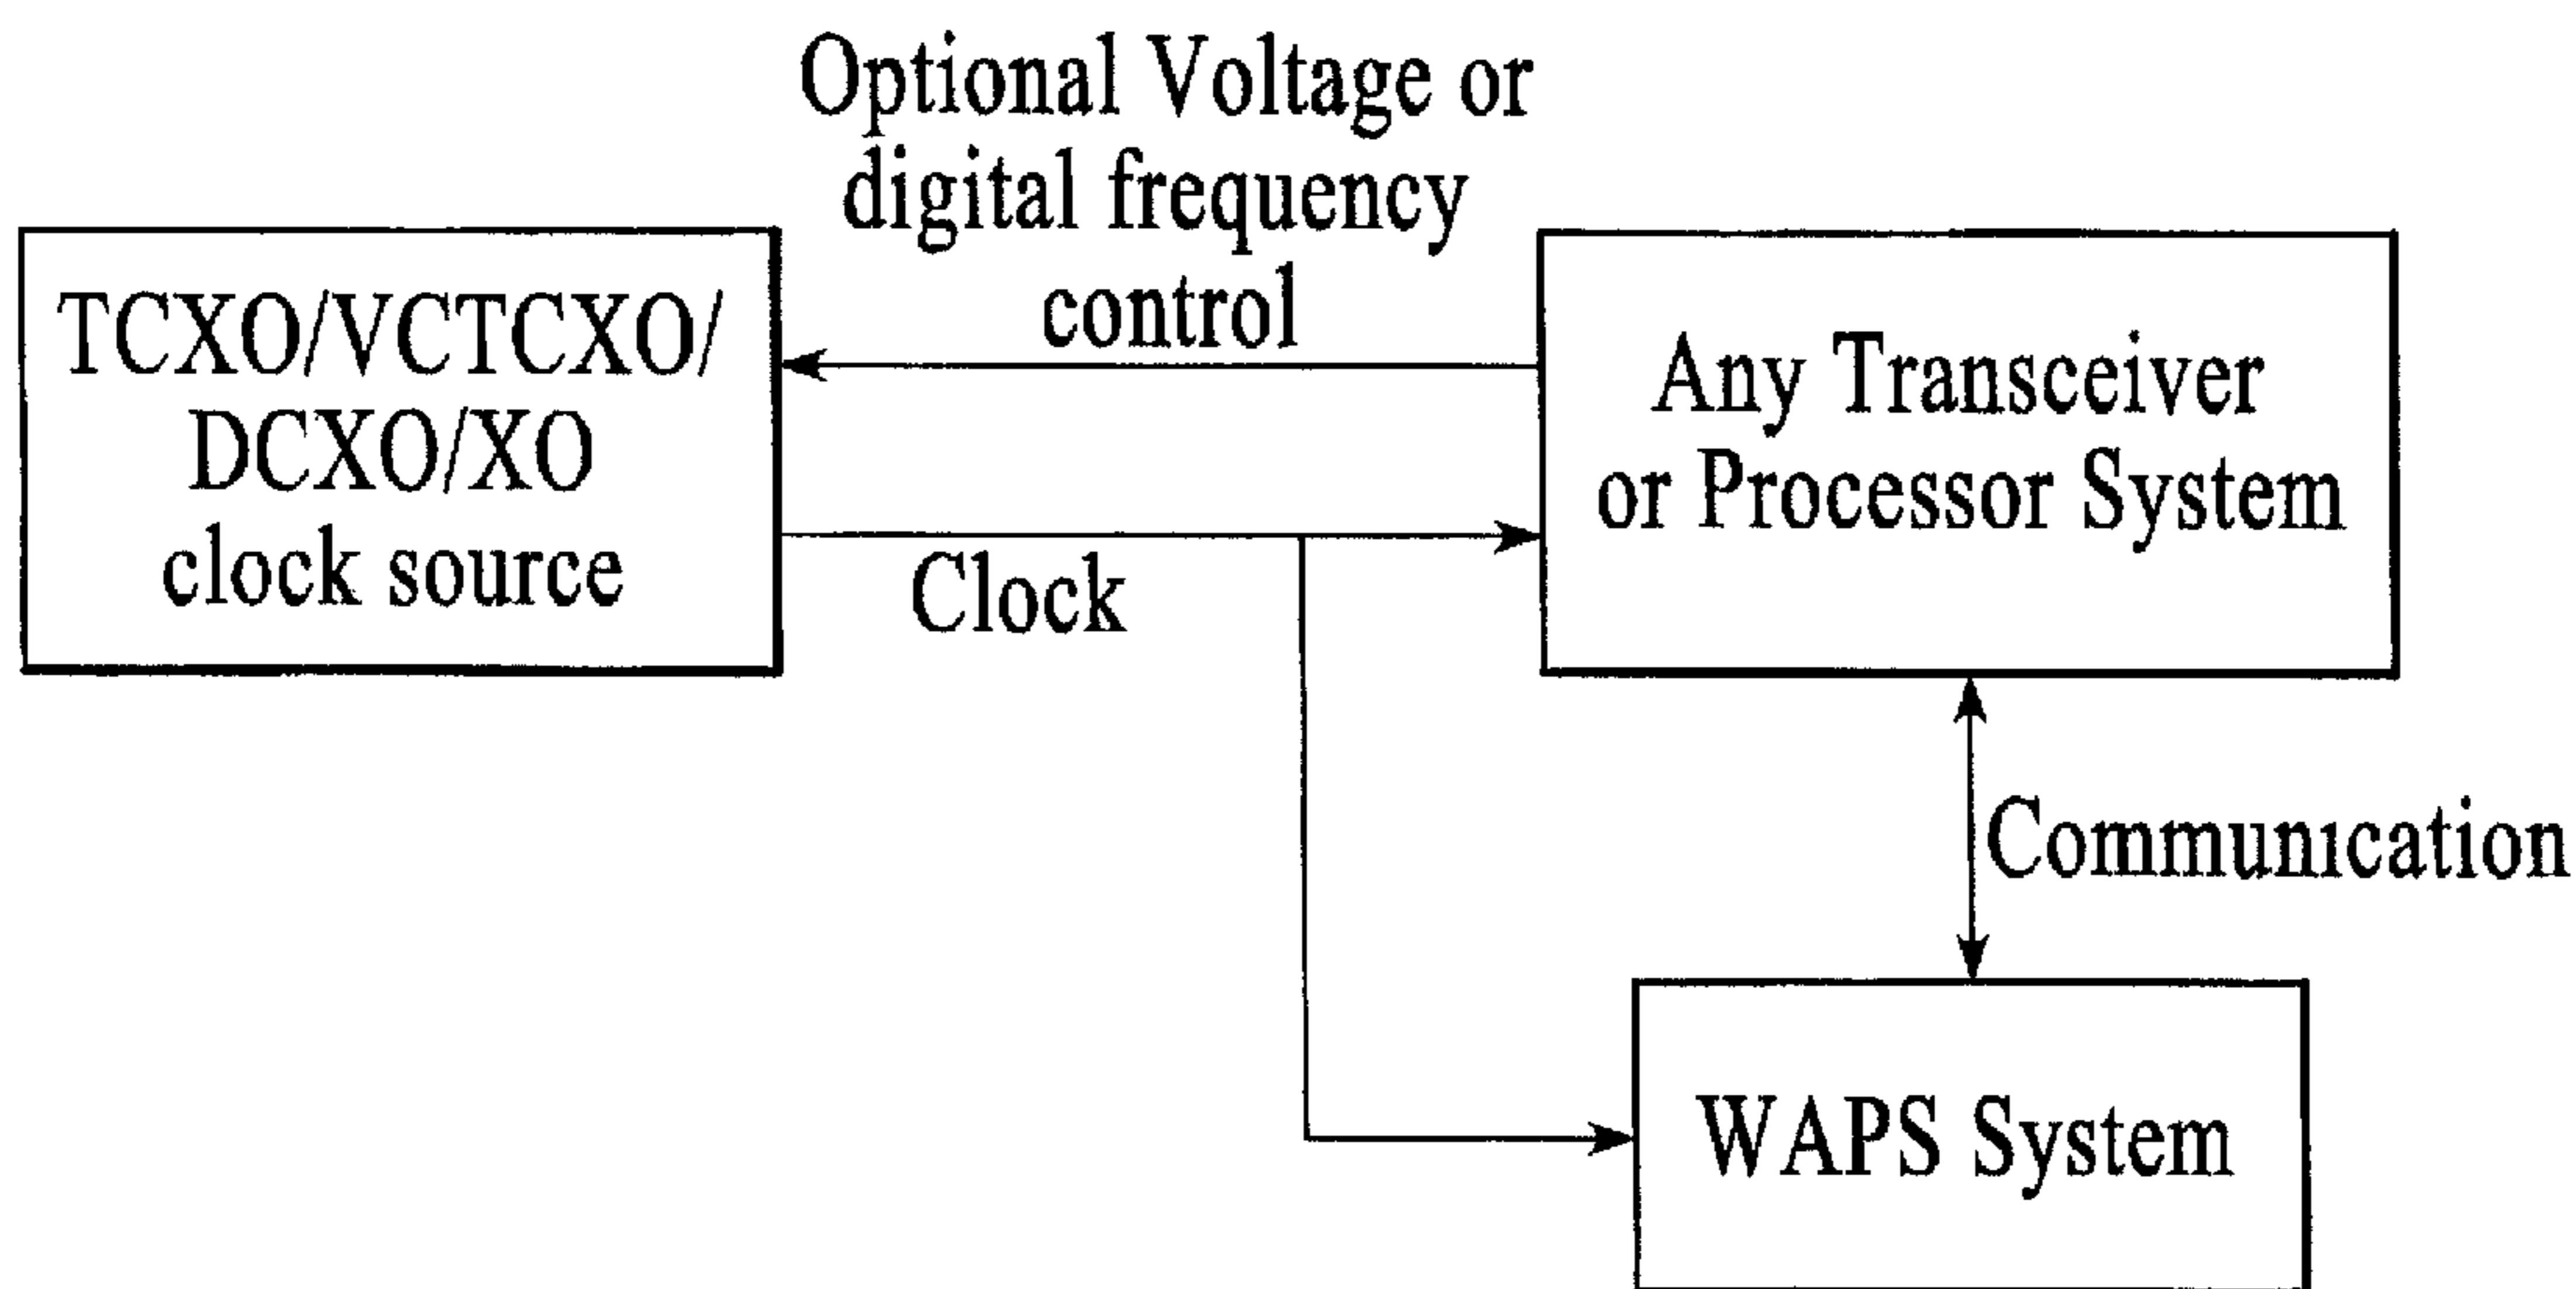 Optional Voltage or
digital frequency
control
TCXO/VCTCXO/
DCXO/XO
clock source
Any Transceiver
or Processor System
Clock
Communication
WAPS System